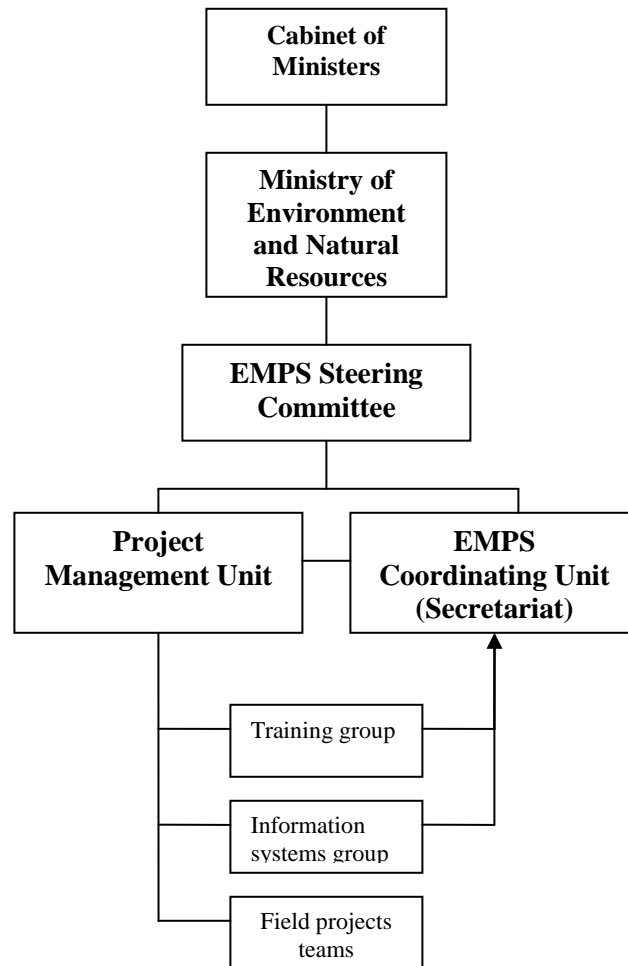 Cabinet of
Ministers
Ministry of
Environment
and Natural
Resources
EMPS Steering
Committee
Project
Management Unit
EMPS
Coordinating Unit
(Secretariat)
Training group
Information
systems group
Field projects
teams